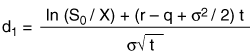 d₁ = ln (S₀ / X) + (r – q + σ² / 2) t
σ√t